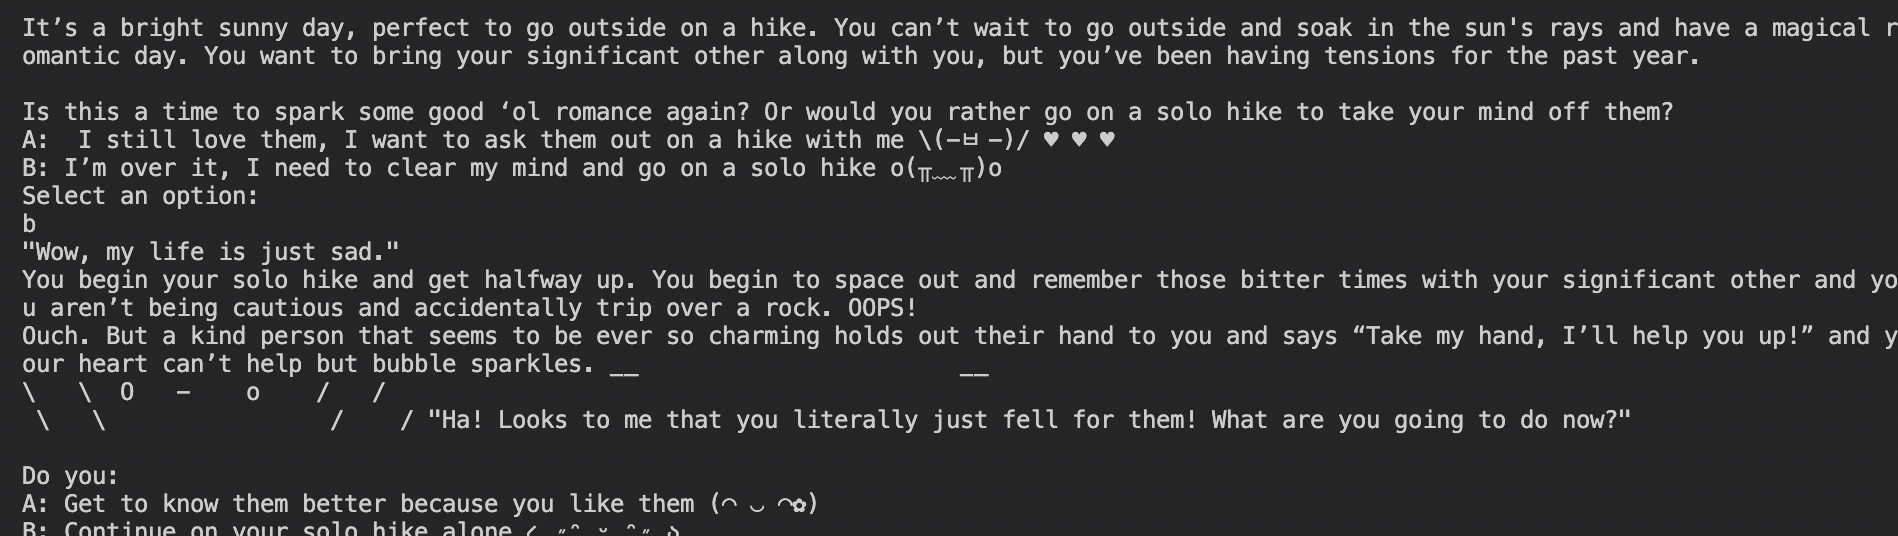 It’s a bright sunny day, perfect to go outside on a hike. You can’t wait to go outside and soak in the sun's rays and have a magical r
omantic day. You want to bring your significant other along with you, but you’ve been having tensions for the past year.

Is this a time to spark some good ‘ol romance again? Or would you rather go on a solo hike to take your mind off them?
A:  I still love them, I want to ask them out on a hike with me \(—ㅂ —)/ ♥ ♥ ♥
B: I’m over it, I need to clear my mind and go on a solo hike o(╥﹏╥)o
Select an option:
b
"Wow, my life is just sad."
You begin your solo hike and get halfway up. You begin to space out and remember those bitter times with your significant other and yo
u aren’t being cautious and accidentally trip over a rock. OOPS!
Ouch. But a kind person that seems to be ever so charming holds out their hand to you and says “Take my hand, I’ll help you up!” and y
our heart can’t help but bubble sparkles. __                       __
\   \  O   –    o    /   /
 \   \                /    / "Ha! Looks to me that you literally just fell for them! What are you going to do now?"

Do you:
A: Get to know them better because you like them (◠ ◡ ◠✿)
B: Continue on your solo hike alone